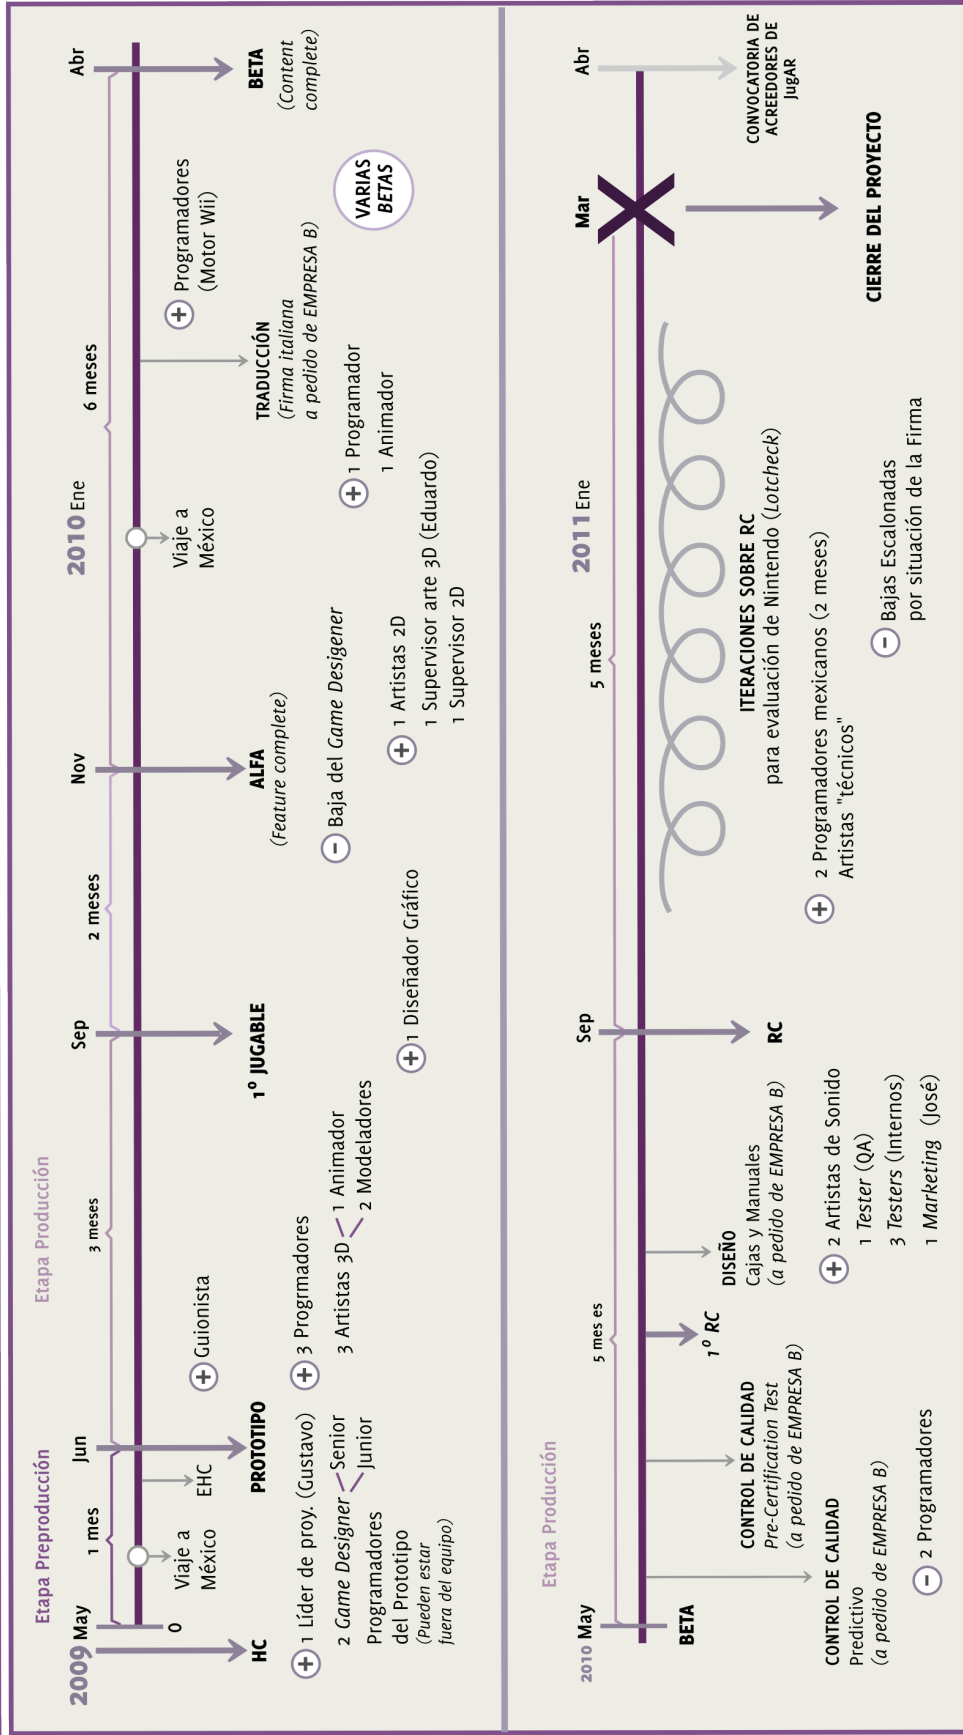 Etapa Preproducción
Etapa Producción
2009 May
1 mes
Jun
3 meses
Sep
2 meses
Nov
2010 Ene
6 meses
Abr
0
HC
Viaje a
México
EHC
PROTOTIPO
+ Guionista
1º JUGABLE
ALFA
(Feature complete)
Viaje a
México
TRADUCCIÓN
(Firma italiana
a pedido de EMPRESA B)
+ Programadores
(Motor Wii)
BETA
(Content
complete)
VARIAS
BETAS
+ 1 Líder de proy. (Gustavo)
2 Game Designer
Senior
Junior
Programadores
del Prototipo
(Pueden estar
fuera del equipo)
+ 3 Progrmadores
3 Artistas 3D
1 Animador
2 Modeladores
+ 1 Diseñador Gráfico
- Baja del Game Desigener
+ 1 Artistas 2D
1 Supervisor arte 3D (Eduardo)
1 Supervisor 2D
+ 1 Programador
1 Animador
Etapa Producción
2010 May
5 mes es
Sep
5 meses
2011 Ene
Mar
Abr
BETA
CONTROL DE CALIDAD
Predictivo
(a pedido de EMPRESA B)
- 2 Programadores
CONTROL DE CALIDAD
Pre-Certification Test
(a pedido de EMPRESA B)
1º RC
DISEÑO
Cajas y Manuales
(a pedido de EMPRESA B)
+ 2 Artistas de Sonido
1 Tester (QA)
3 Testers (Internos)
1 Marketing (José)
RC
ITERACIONES SOBRE RC
para evaluación de Nintendo (Lotcheck)
+ 2 Programadores mexicanos (2 meses)
Artistas "técnicos"
- Bajas Escalonadas
por situación de la Firma
CIERRE DEL PROYECTO
CONVOCATORIA DE
ACREEDORES DE
JugAR